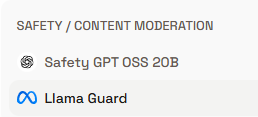 SAFETY / CONTENT MODERATION
Safety GPT OSS 20B
Llama Guard